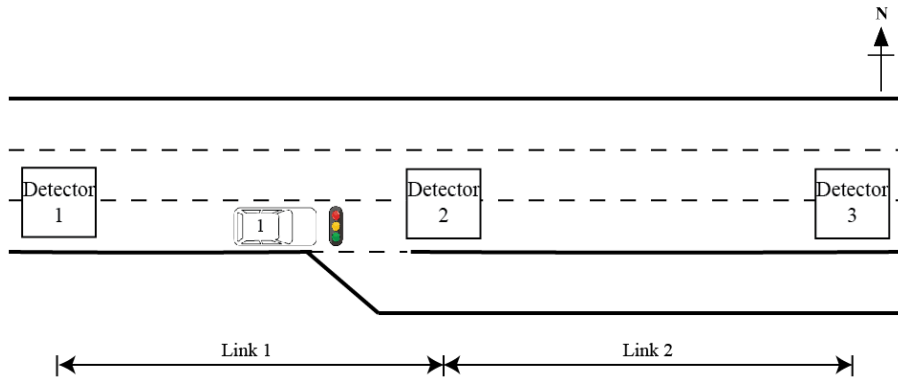 N
Detector
1
1
Detector
2
Detector
3
Link 1
Link 2